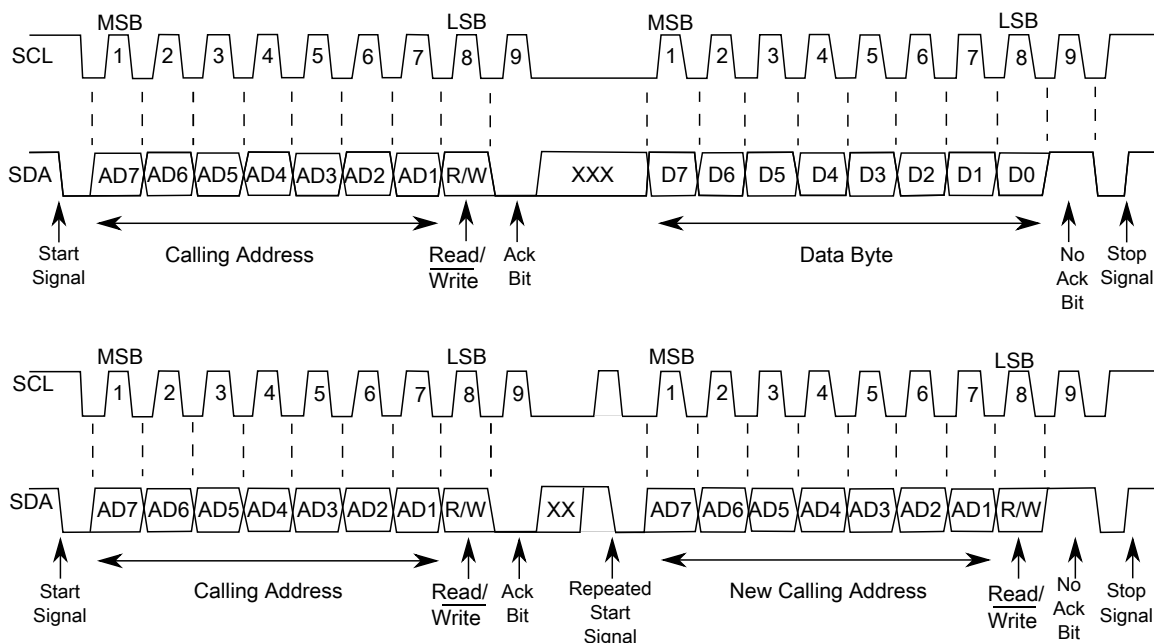 MSB LSB MSB LSB
SCL 1 2 3 4 5 6 7 8 9 1 2 3 4 5 6 7 8 9
SDA AD7 AD6 AD5 AD4 AD3 AD2 AD1 R/W XXX D7 D6 D5 D4 D3 D2 D1 D0
Start
Signal
Calling Address
Read/
Write
Ack
Bit
Data Byte
No
Ack
Bit
Stop
Signal
MSB LSB MSB LSB
SCL 1 2 3 4 5 6 7 8 9 1 2 3 4 5 6 7 8 9
SDA AD7 AD6 AD5 AD4 AD3 AD2 AD1 R/W XX AD7 AD6 AD5 AD4 AD3 AD2 AD1 R/W
Start
Signal
Calling Address
Read/
Write
Ack
Bit
Repeated
Start
Signal
New Calling Address
Read/
Write
No
Ack
Bit
Stop
Signal